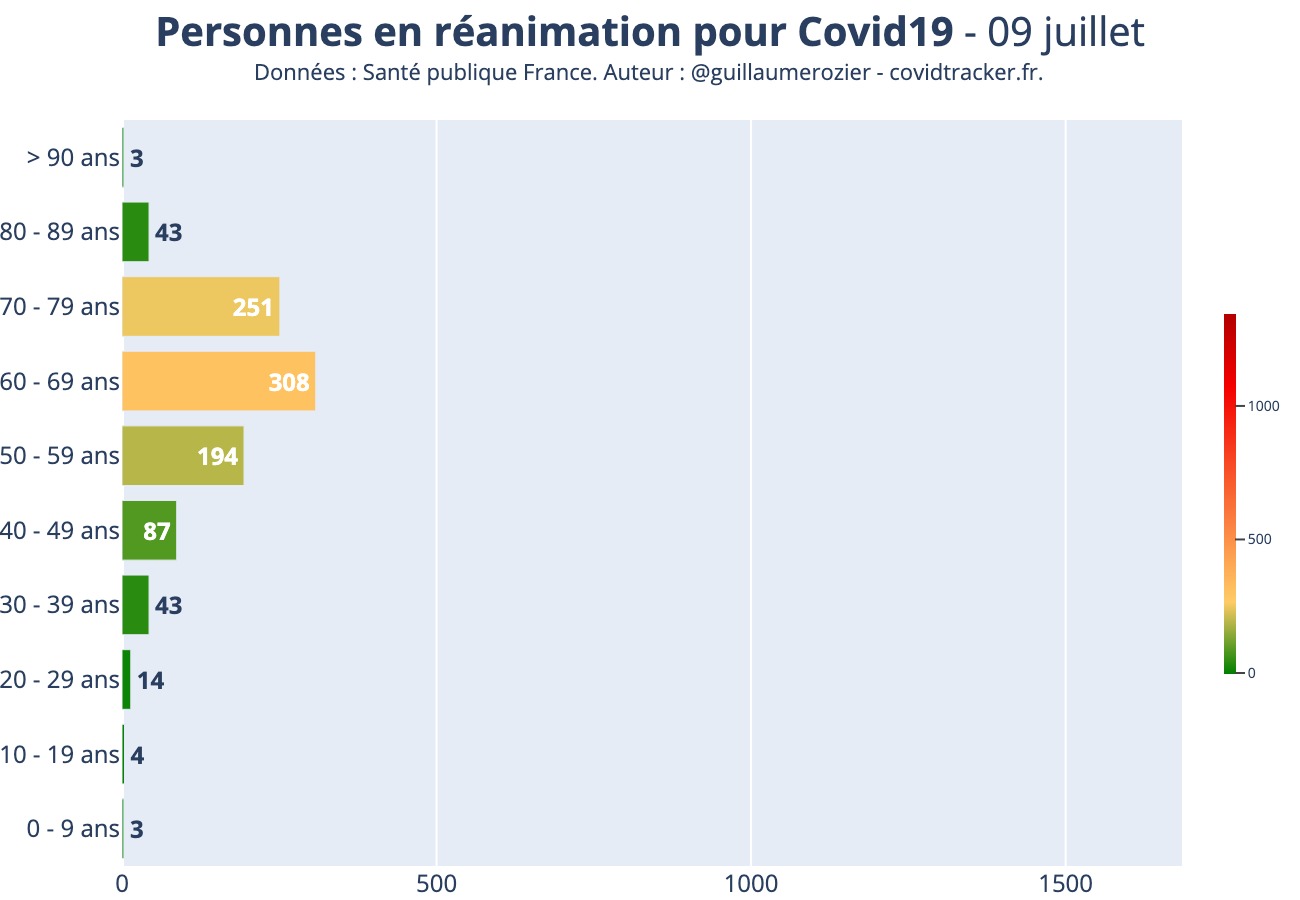 Personnes en réanimation pour Covid19 - 09 juillet
Données : Santé publique France. Auteur : @guillaumerozier - covidtracker.fr.
> 90 ans 3
80 - 89 ans 43
70 - 79 ans 251
60 - 69 ans 308
50 - 59 ans 194
40 - 49 ans 87
30 - 39 ans 43
20 - 29 ans 14
10 - 19 ans 4
0 - 9 ans 3
0 500 1000 1500
1000
500
0